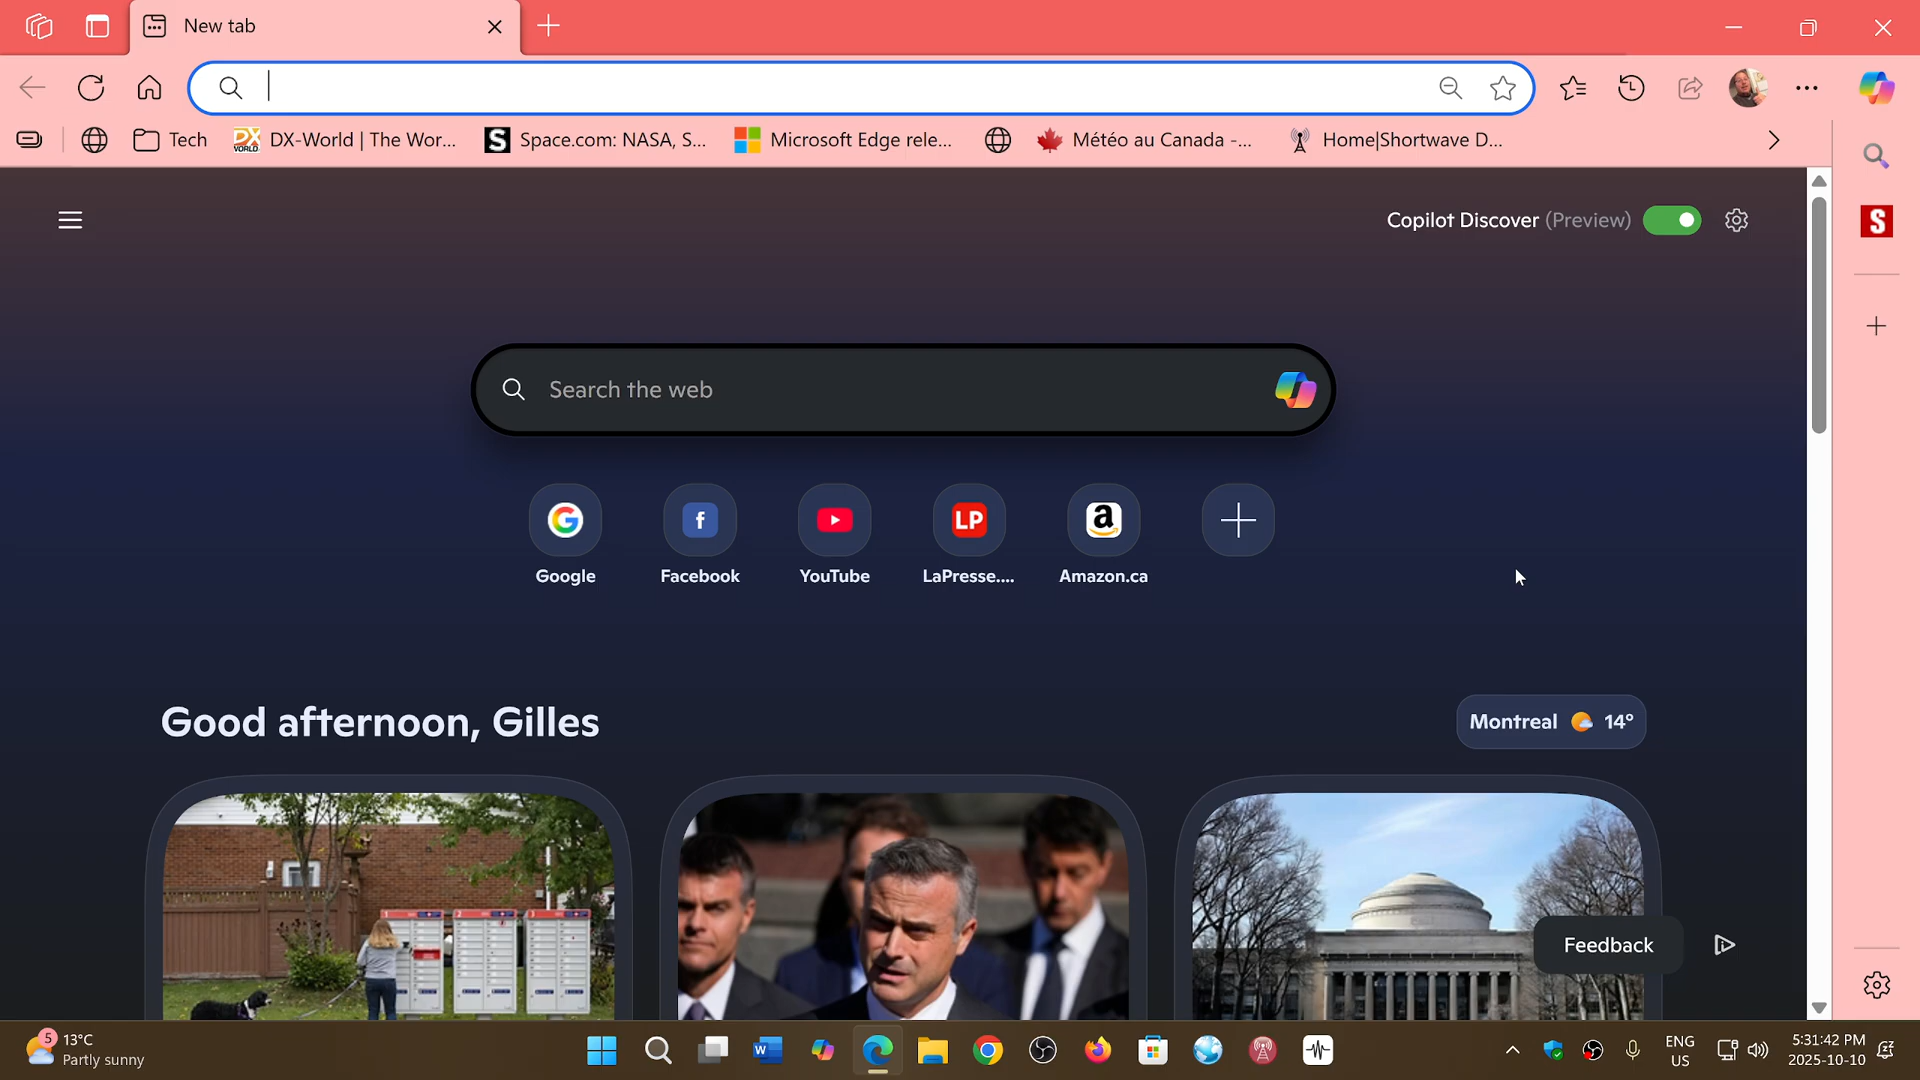 New tab
Tech
DX-World | The Wor...
S
Space.com: NASA, S...
Microsoft Edge rele...
Météo au Canada -...
Home|Shortwave D...
Copilot Discover (Preview)
S
Search the web
Google
Facebook
YouTube
LP
LaPresse....
Amazon.ca
Good afternoon, Gilles
Montreal 14°
Feedback
5
13°C
Partly sunny
ENG
US
5:31:42 PM
2025-10-10